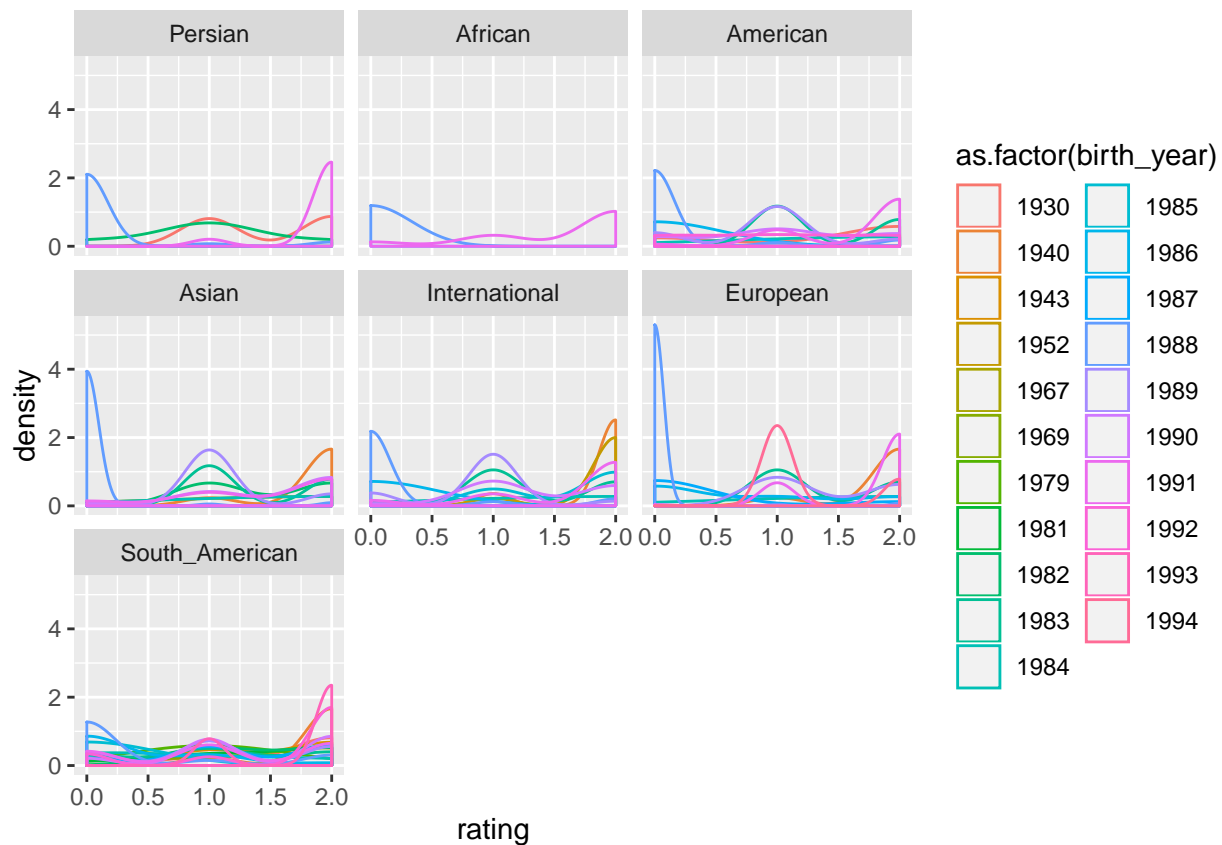 Persian
African
American
4
2
0
Asian
International
European
4
2
0
0.0 0.5 1.0 1.5 2.0
0.0 0.5 1.0 1.5 2.0
South_American
4
2
0
0.0 0.5 1.0 1.5 2.0
density
rating
as.factor(birth_year)
1930
1940
1943
1952
1967
1969
1979
1981
1982
1983
1984
1985
1986
1987
1988
1989
1990
1991
1992
1993
1994